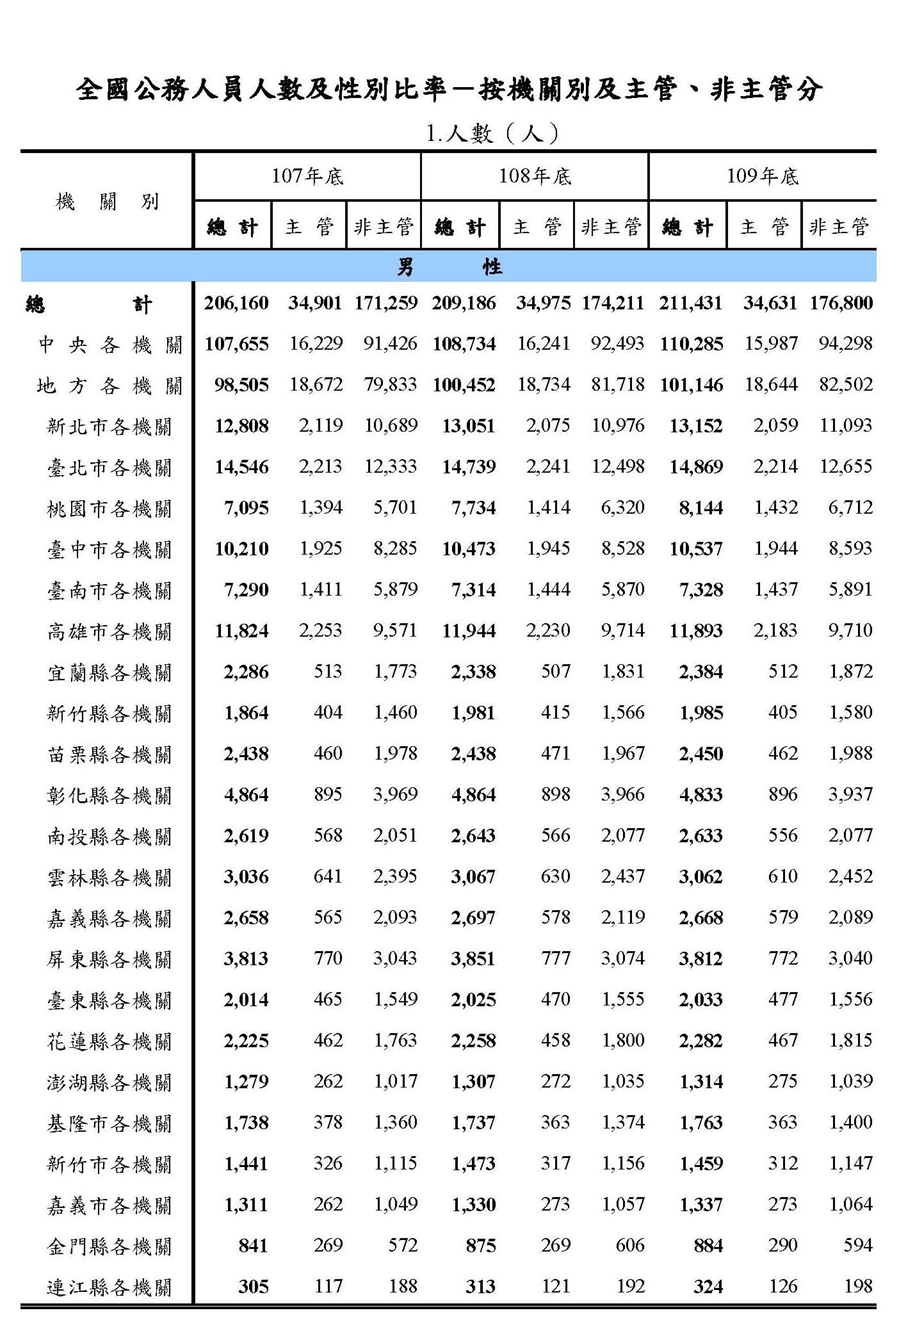 全國公務人員人數及性別比率－按機關別及主管、非主管分
1.人數（人）
機關別 107年底 108年底 109年底
總計 主管 非主管 總計 主管 非主管 總計 主管 非主管
男性
總計 206,160 34,901 171,259 209,186 34,975 174,211 211,431 34,631 176,800
中央各機關 107,655 16,229 91,426 108,734 16,241 92,493 110,285 15,987 94,298
地方各機關 98,505 18,672 79,833 100,452 18,734 81,718 101,146 18,644 82,502
新北市各機關 12,808 2,119 10,689 13,051 2,075 10,976 13,152 2,059 11,093
臺北市各機關 14,546 2,213 12,333 14,739 2,241 12,498 14,869 2,214 12,655
桃園市各機關 7,095 1,394 5,701 7,734 1,414 6,320 8,144 1,432 6,712
臺中市各機關 10,210 1,925 8,285 10,473 1,945 8,528 10,537 1,944 8,593
臺南市各機關 7,290 1,411 5,879 7,314 1,444 5,870 7,328 1,437 5,891
高雄市各機關 11,824 2,253 9,571 11,944 2,230 9,714 11,893 2,183 9,710
宜蘭縣各機關 2,286 513 1,773 2,338 507 1,831 2,384 512 1,872
新竹縣各機關 1,864 404 1,460 1,981 415 1,566 1,985 405 1,580
苗栗縣各機關 2,438 460 1,978 2,438 471 1,967 2,450 462 1,988
彰化縣各機關 4,864 895 3,969 4,864 898 3,966 4,833 896 3,937
南投縣各機關 2,619 568 2,051 2,643 566 2,077 2,633 556 2,077
雲林縣各機關 3,036 641 2,395 3,067 630 2,437 3,062 610 2,452
嘉義縣各機關 2,658 565 2,093 2,697 578 2,119 2,668 579 2,089
屏東縣各機關 3,813 770 3,043 3,851 777 3,074 3,812 772 3,040
臺東縣各機關 2,014 465 1,549 2,025 470 1,555 2,033 477 1,556
花蓮縣各機關 2,225 462 1,763 2,258 458 1,800 2,282 467 1,815
澎湖縣各機關 1,279 262 1,017 1,307 272 1,035 1,314 275 1,039
基隆市各機關 1,738 378 1,360 1,737 363 1,374 1,763 363 1,400
新竹市各機關 1,441 326 1,115 1,473 317 1,156 1,459 312 1,147
嘉義市各機關 1,311 262 1,049 1,330 273 1,057 1,337 273 1,064
金門縣各機關 841 269 572 875 269 606 884 290 594
連江縣各機關 305 117 188 313 121 192 324 126 198